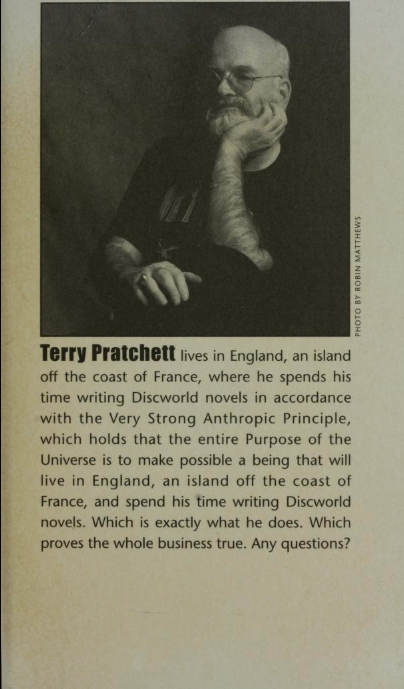 PHOTO BY ROBIN MATTHEWS
Terry Pratchett lives in England, an island
off the coast of France, where he spends his
time writing Discworld novels in accordance
with the Very Strong Anthropic Principle,
which holds that the entire Purpose of the
Universe is to make possible a being that will
live in England, an island off the coast of
France, and spend his time writing Discworld
novels. Which is exactly what he does. Which
proves the whole business true. Any questions?